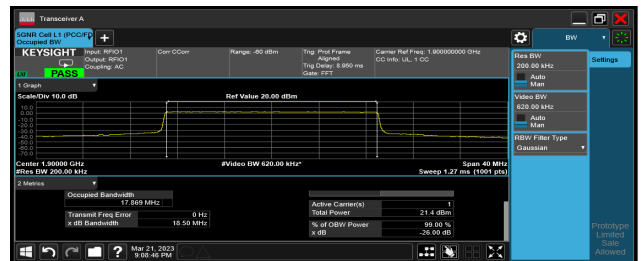 Transceiver A
5GNR Cell L1 (PCC/FD
Occupied BW
BW
KEYSIGHT
Input: RFIO1
Output: RFIO1
Coupling: AC
Corr CCorr
Range: -60 dBm
Trig: Prot Frame
Aligned
Trig Delay: 8.950 ms
Gate: FFT
Carrier Ref Freq: 1.900000000 GHz
CC Info: UL, 1 CC
LXI
PASS
1 Graph
Scale/Div 10.0 dB
Ref Value 20.00 dBm
10.0
0.00
-10.0
-20.0
-30.0
-40.0
-50.0
-60.0
-70.0
Center 1.90000 GHz
#Video BW 620.00 kHz*
Span 40 MHz
#Res BW 200.00 kHz
Sweep 1.27 ms (1001 pts)
2 Metrics
Occupied Bandwidth
17.869 MHz
Transmit Freq Error
0 Hz
x dB Bandwidth
18.50 MHz
Active Carrier(s)
1
Total Power
21.4 dBm
% of OBW Power
99.00 %
x dB
-26.00 dB
Res BW
200.00 kHz
Auto
Man
Video BW
620.00 kHz
Auto
Man
RBW Filter Type
Gaussian
Settings
Prototype
Limited
Sale
Allowed
?
Mar 21, 2023
9:08:46 PM